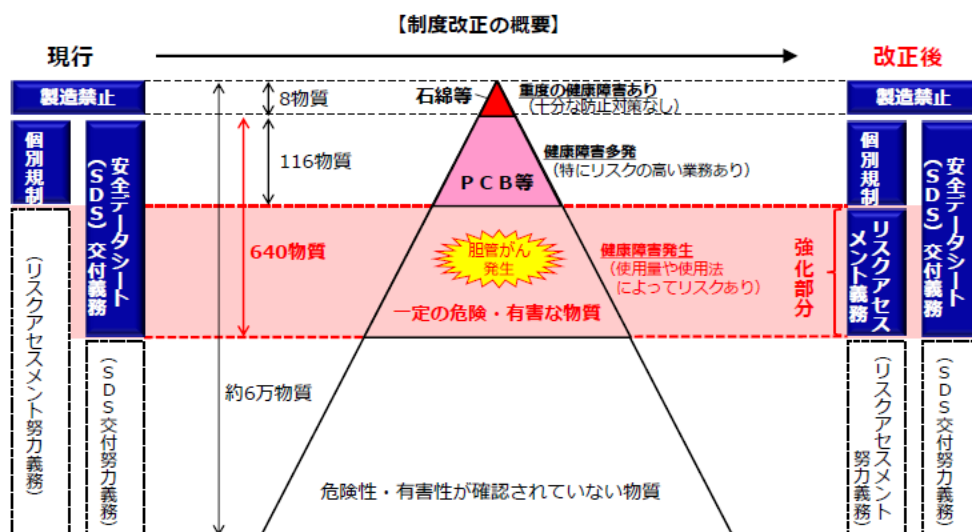 【制度改正の概要】
現行
改正後
製造禁止
個別規制
安全データシート
（SDS）交付義務
（リスクアセスメント努力義務）
（SDS交付努力義務）
8物質
116物質
640物質
約6万物質
石綿等
重度の健康障害あり
（十分な防止対策なし）
PCB等
健康障害多発
（特にリスクの高い業務あり）
胆管がん
発生
健康障害発生
（使用量や使用法
によってリスクあり）
一定の危険・有害な物質
危険性・有害性が確認されていない物質
強化部分
製造禁止
個別規制
リスクアセス
メント義務
安全データシート
（SDS）交付義務
（リスクアセスメント
努力義務）
（SDS交付努力義務）